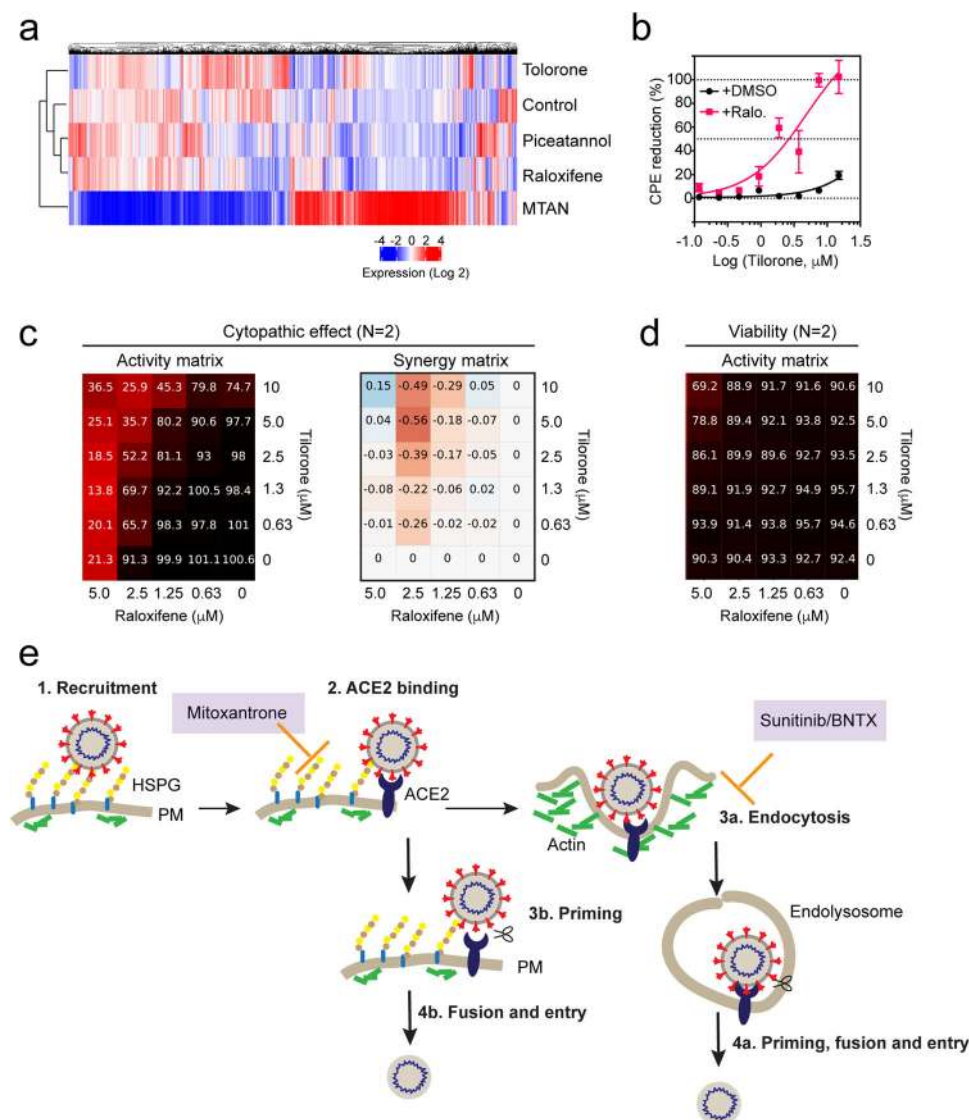 a
Tolorone
Control
Piceatannol
Raloxifene
MTAN
-4 -2 0 2 4
Expression (Log 2)
b
+DMSO
+Ralo.
CPE reduction (%)
100
80
60
40
20
0
-1.0 -0.5 0 0.5 1.0 1.5
Log (Tilorone, μM)
c
Cytopathic effect (N=2)
Activity matrix
36.5 25.9 45.3 79.8 74.7 10
25.1 35.7 80.2 90.6 97.7 5.0
18.5 52.2 81.1 93 98 2.5
13.8 69.7 92.2 100.5 98.4 1.3
20.1 65.7 98.3 97.8 101 0.63
21.3 91.3 99.9 101.1 100.6 0
5.0 2.5 1.25 0.63 0
Raloxifene (μM)
Tilorone (μM)
Synergy matrix
0.15 -0.49 -0.29 0.05 0 10
0.04 -0.56 -0.18 -0.07 0 5.0
-0.03 -0.39 -0.17 -0.05 0 2.5
-0.08 -0.22 -0.06 0.02 0 1.3
-0.01 -0.26 -0.02 -0.02 0 0.63
0 0 0 0 0 0
5.0 2.5 1.25 0.63 0
Raloxifene (μM)
Tilorone (μM)
d
Viability (N=2)
Activity matrix
69.2 88.9 91.7 91.6 90.6 10
78.8 89.4 92.1 93.8 92.5 5.0
86.1 89.9 89.6 92.7 93.5 2.5
89.1 91.9 92.7 94.9 95.7 1.3
93.9 91.4 93.8 95.7 94.6 0.63
90.3 90.4 93.3 92.7 92.4 0
5.0 2.5 1.25 0.63 0
Raloxifene (μM)
Tilorone (μM)
e
1. Recruitment
Mitoxantrone
2. ACE2 binding
Sunitinib/BNTX
HSPG
PM
ACE2
Actin
3a. Endocytosis
3b. Priming
PM
Endolysosome
4b. Fusion and entry
4a. Priming, fusion and entry